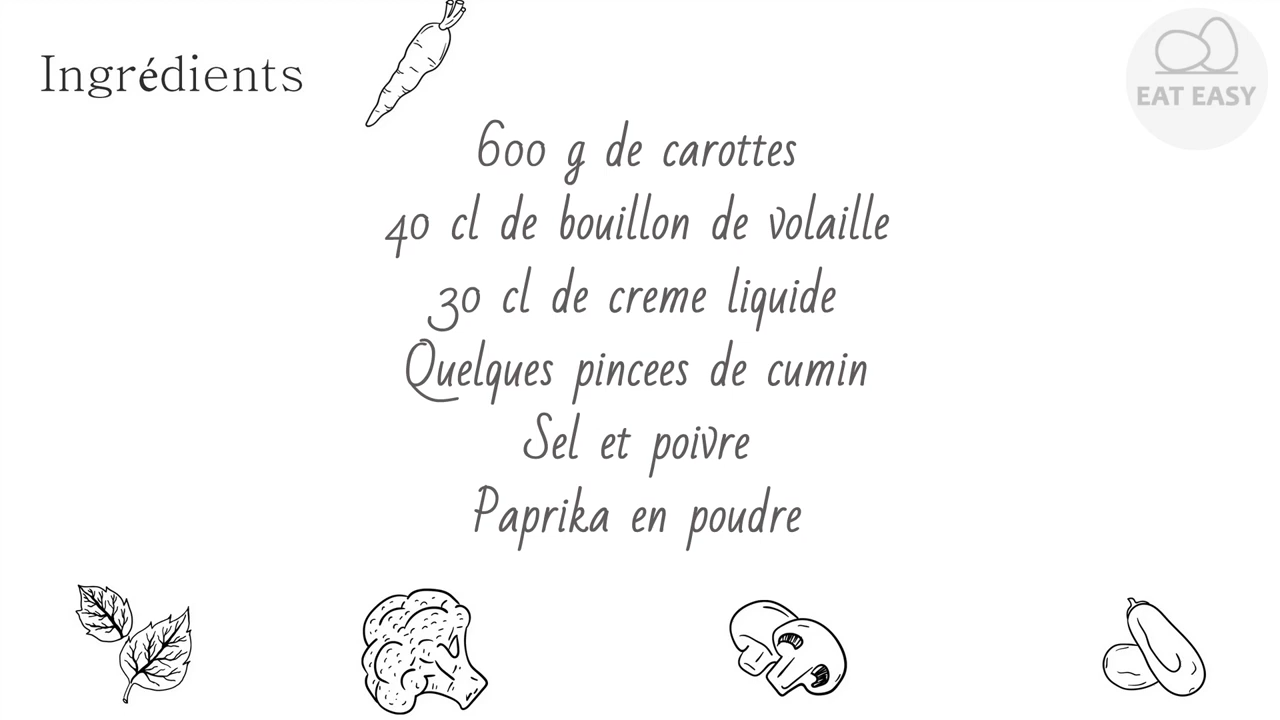 Ingrédients
EAT EASY
600 g de carottes
40 cl de bouillon de volaille
30 cl de creme liquide
Quelques pincees de cumin
Sel et poivre
Paprika en poudre